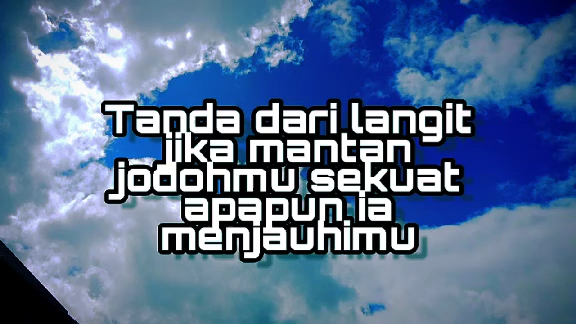 Tanda dari langit
jika mantan
jodohmu sekuat
apapun ia
menjauhimu